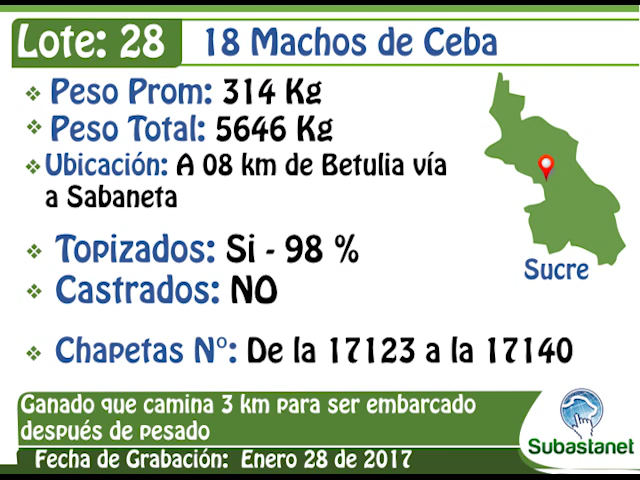 Lote: 28
18 Machos de Ceba
Peso Prom: 314 Kg
Peso Total: 5646 Kg
Ubicación: A 08 km de Betulia vía
a Sabaneta
Topizados: Si - 98 %
Castrados: NO
Chapetas N°: De la 17123 a la 17140
Sucre
Ganado que camina 3 km para ser embarcado
después de pesado
Fecha de Grabación: Enero 28 de 2017
Subastanet